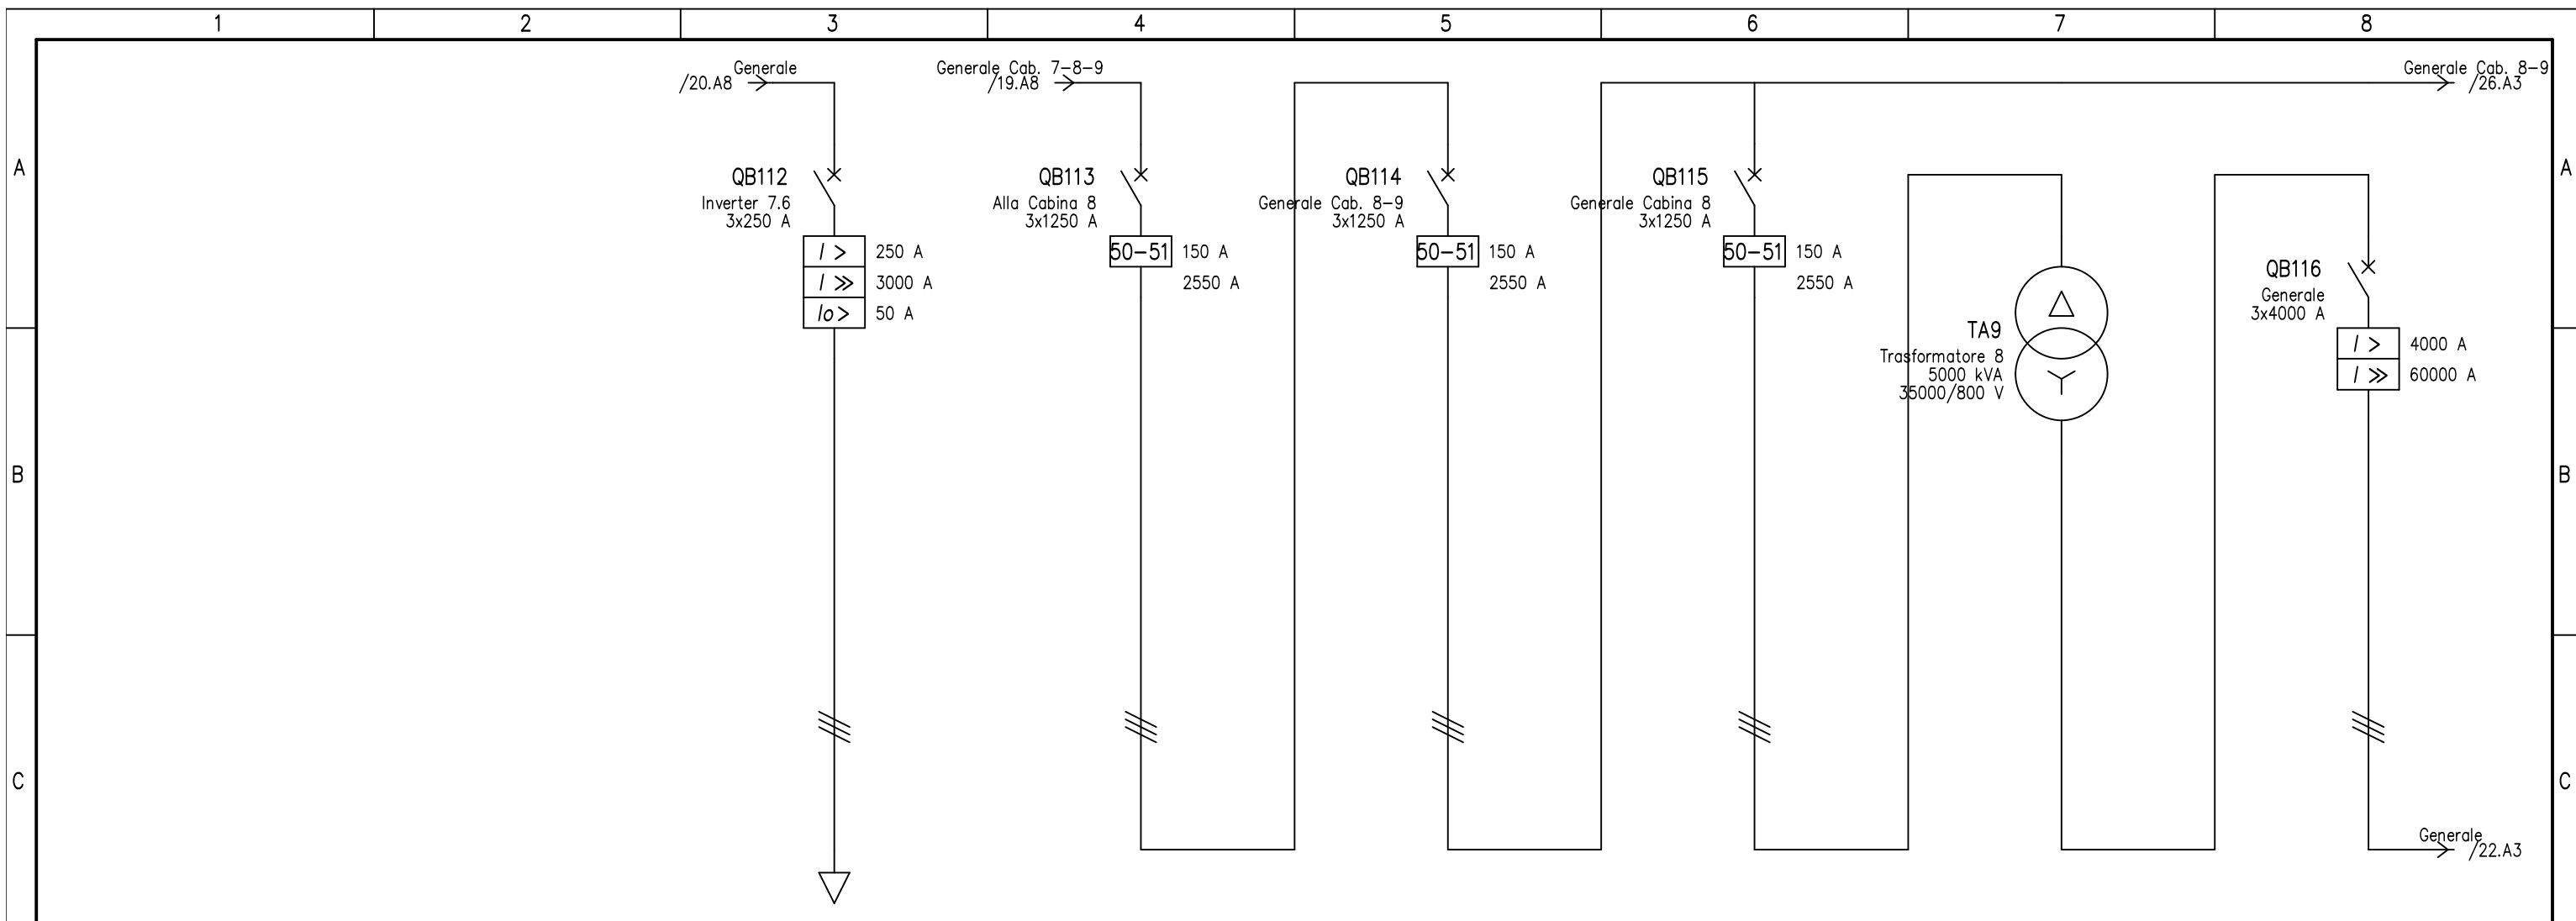 1 2 3 4 5 6 7 8
Generale
/20.A8
Generale Cab. 7-8-9
/19.A8
Generale Cab. 8-9
/26.A3
A
A
QB112
Inverter 7.6
3x250 A
I > 250 A
I >> 3000 A
Io> 50 A
QB113
Alla Cabina 8
3x1250 A
50-51 150 A
2550 A
QB114
Generale Cab. 8-9
3x1250 A
50-51 150 A
2550 A
QB115
Generale Cabina 8
3x1250 A
50-51 150 A
2550 A
TA9
Trasformatore 8
5000 kVA
35000/800 V
QB116
Generale
3x4000 A
I > 4000 A
I >> 60000 A
B
B
C
C
Generale
/22.A3